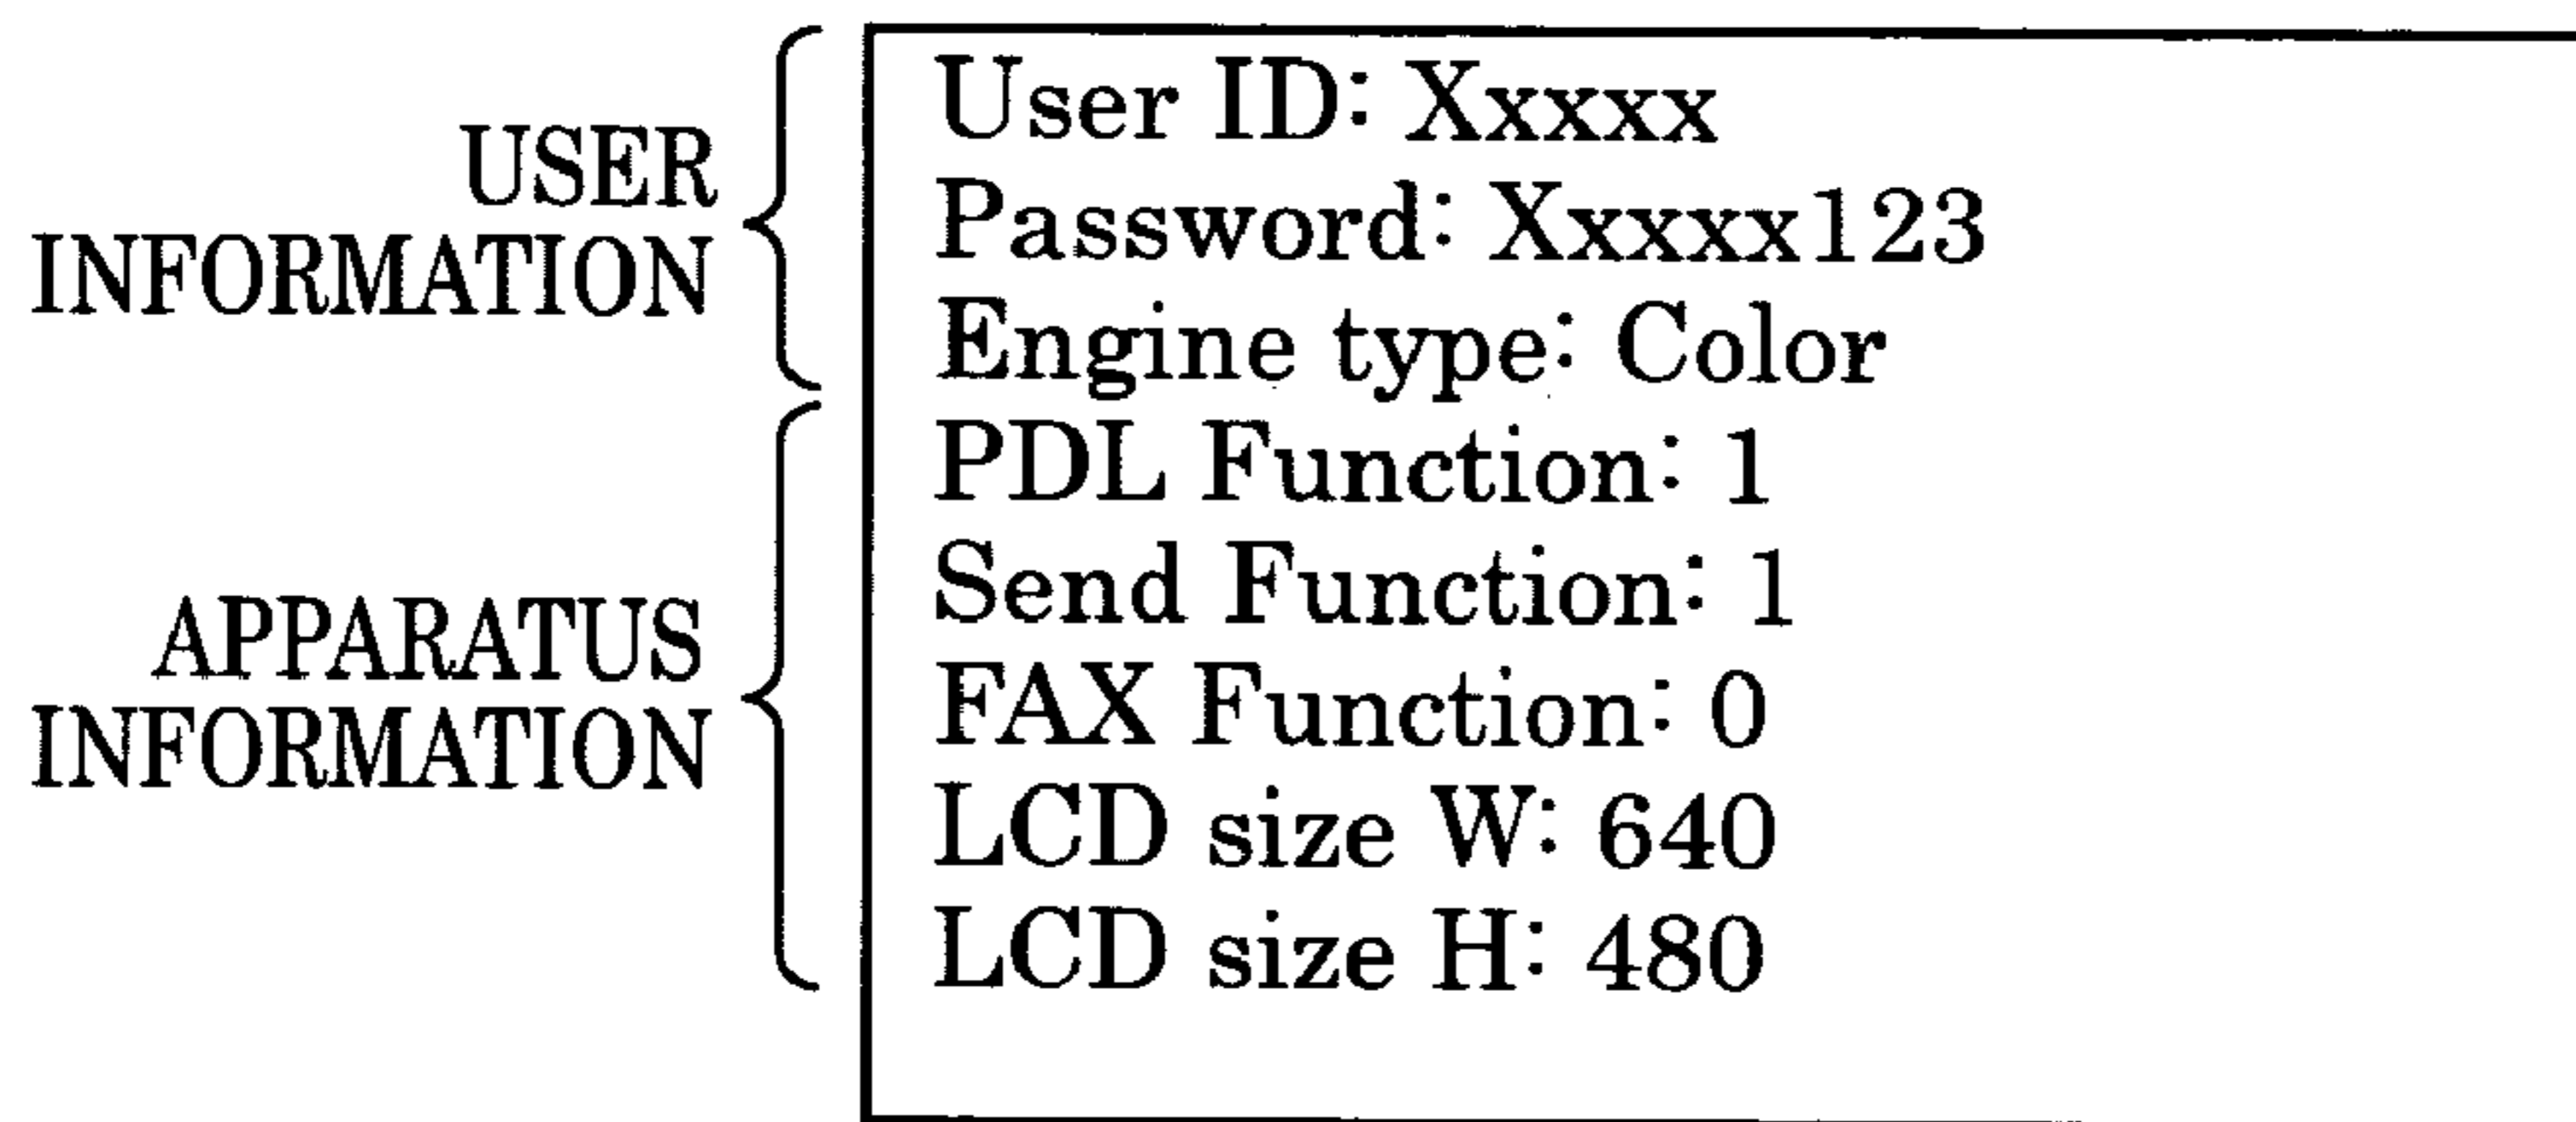 USER
INFORMATION
User ID: Xxxxx
Password: Xxxxx123
Engine type: Color
APPARATUS
INFORMATION
PDL Function: 1
Send Function: 1
FAX Function: 0
LCD size W: 640
LCD size H: 480